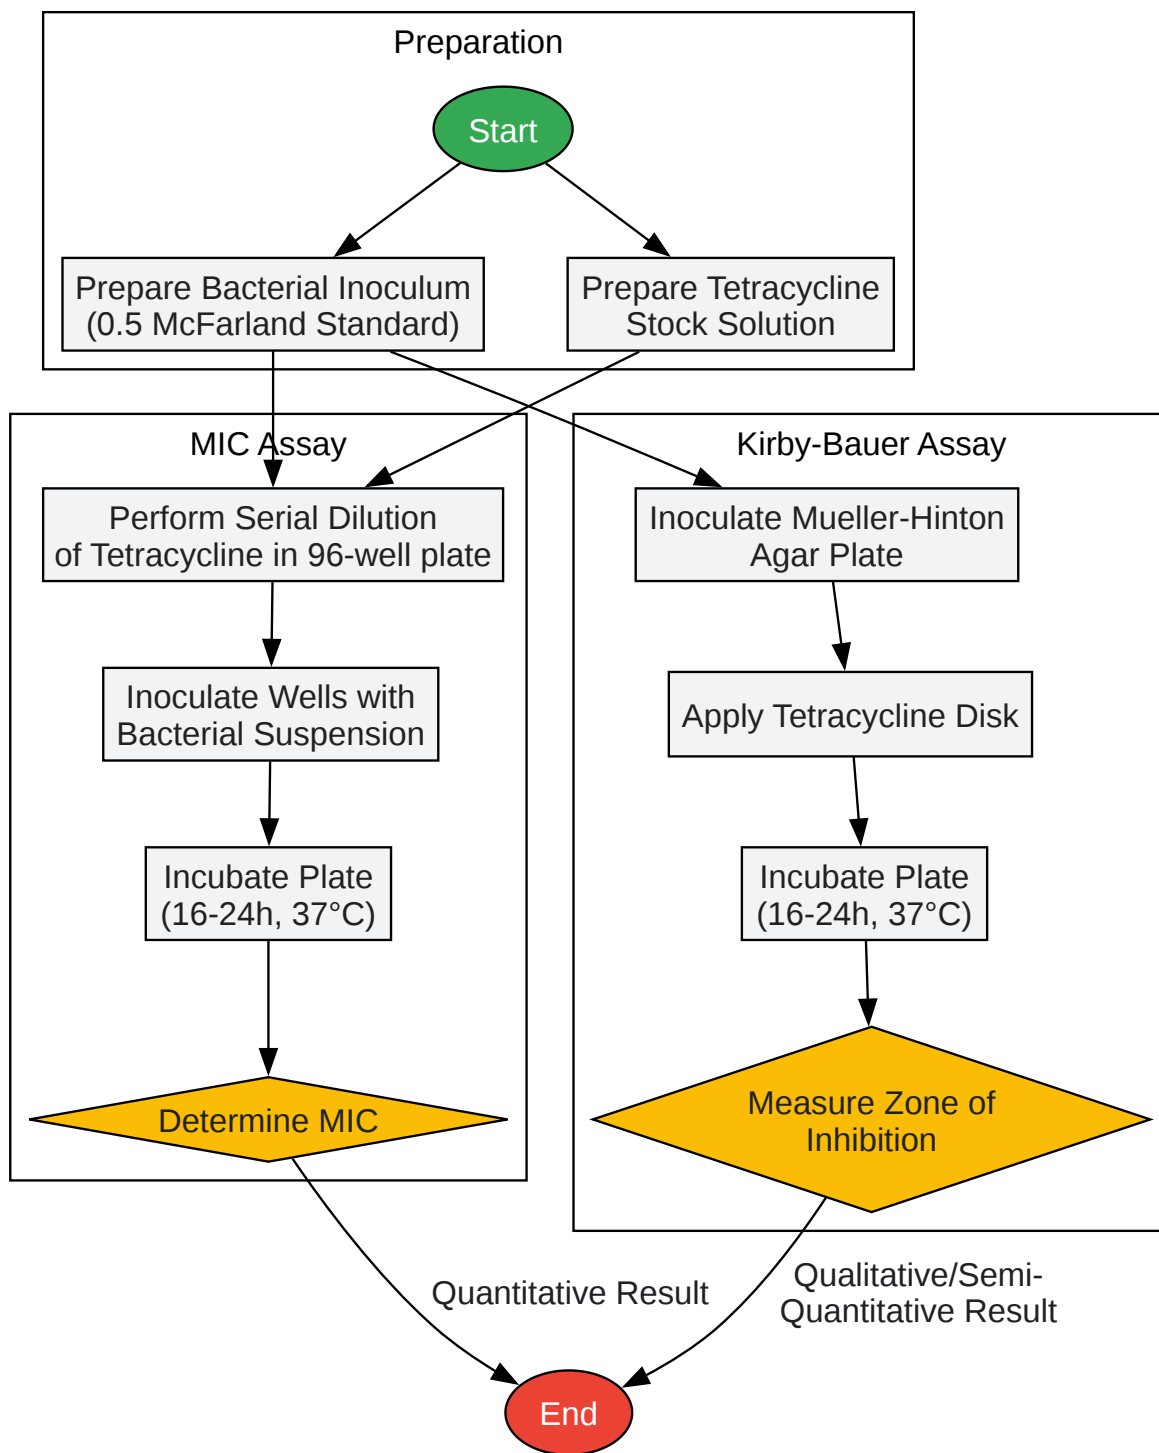 Preparation
Start
Prepare Bacterial Inoculum
(0.5 McFarland Standard)
Prepare Tetracycline
Stock Solution
MIC Assay
Perform Serial Dilution
of Tetracycline in 96-well plate
Inoculate Wells with
Bacterial Suspension
Incubate Plate
(16-24h, 37°C)
Determine MIC
Kirby-Bauer Assay
Inoculate Mueller-Hinton
Agar Plate
Apply Tetracycline Disk
Incubate Plate
(16-24h, 37°C)
Measure Zone of
Inhibition
Quantitative Result
Qualitative/Semi-
Quantitative Result
End